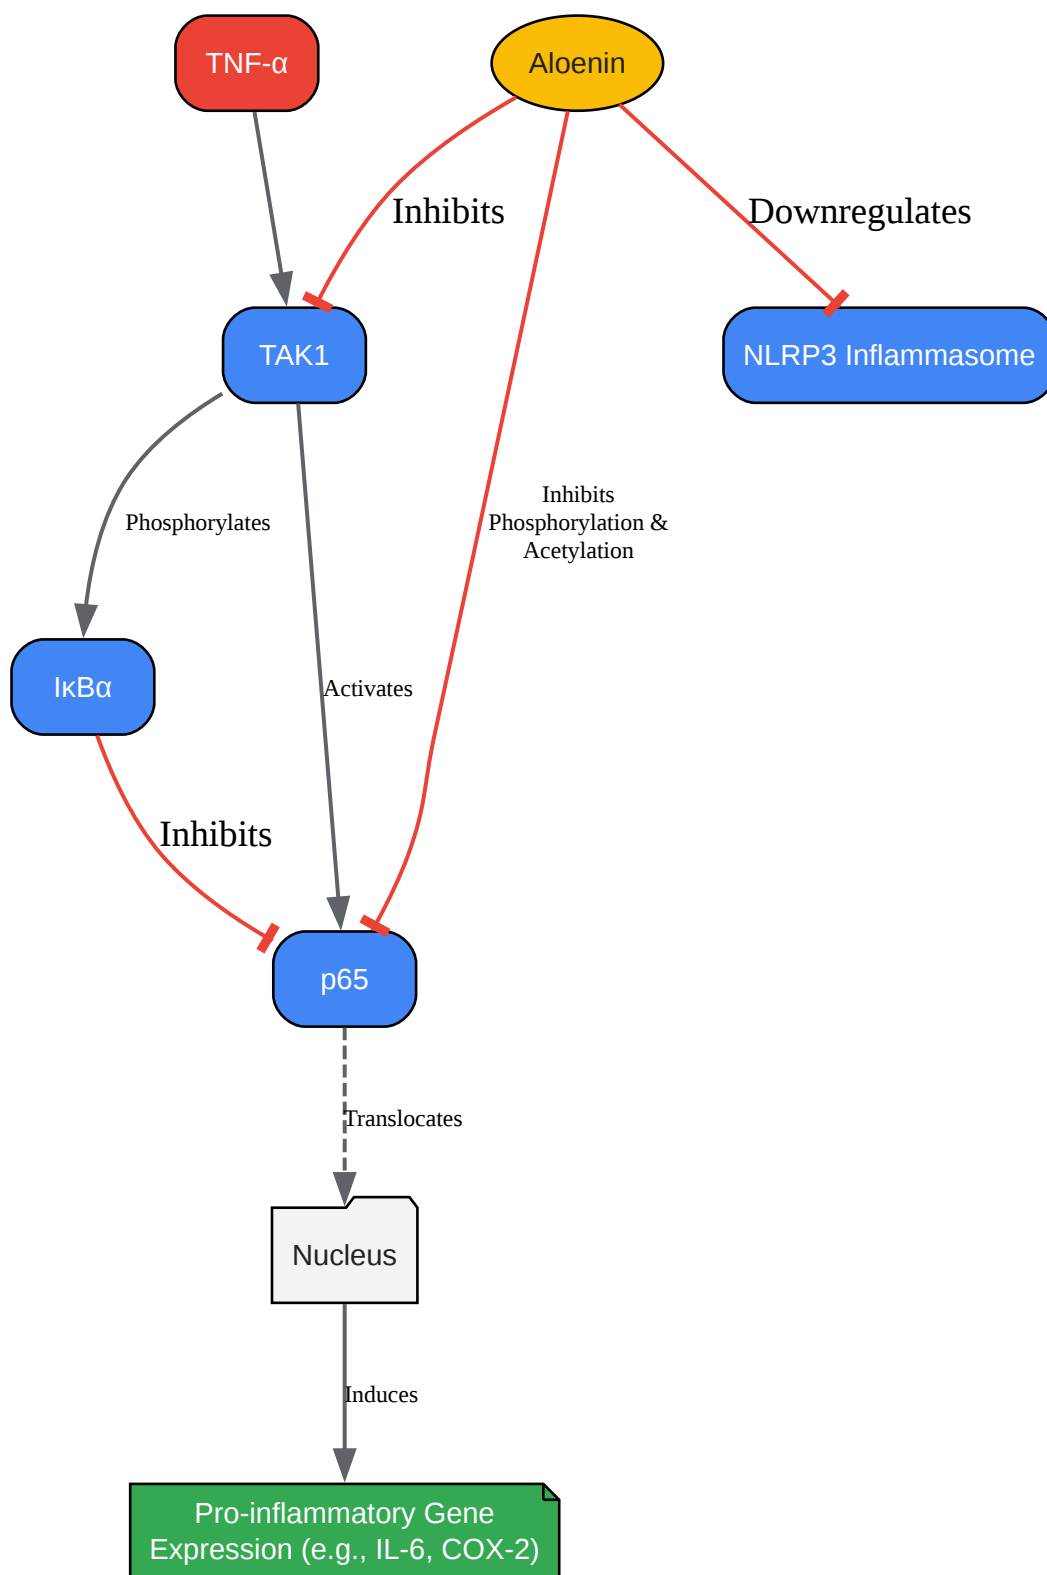 TNF-α
Aloenin
Inhibits
Downregulates
TAK1
NLRP3 Inflammasome
Inhibits
Phosphorylation &
Acetylation
Phosphorylates
IκBα
Activates
Inhibits
p65
Translocates
Nucleus
Induces
Pro-inflammatory Gene
Expression (e.g., IL-6, COX-2)